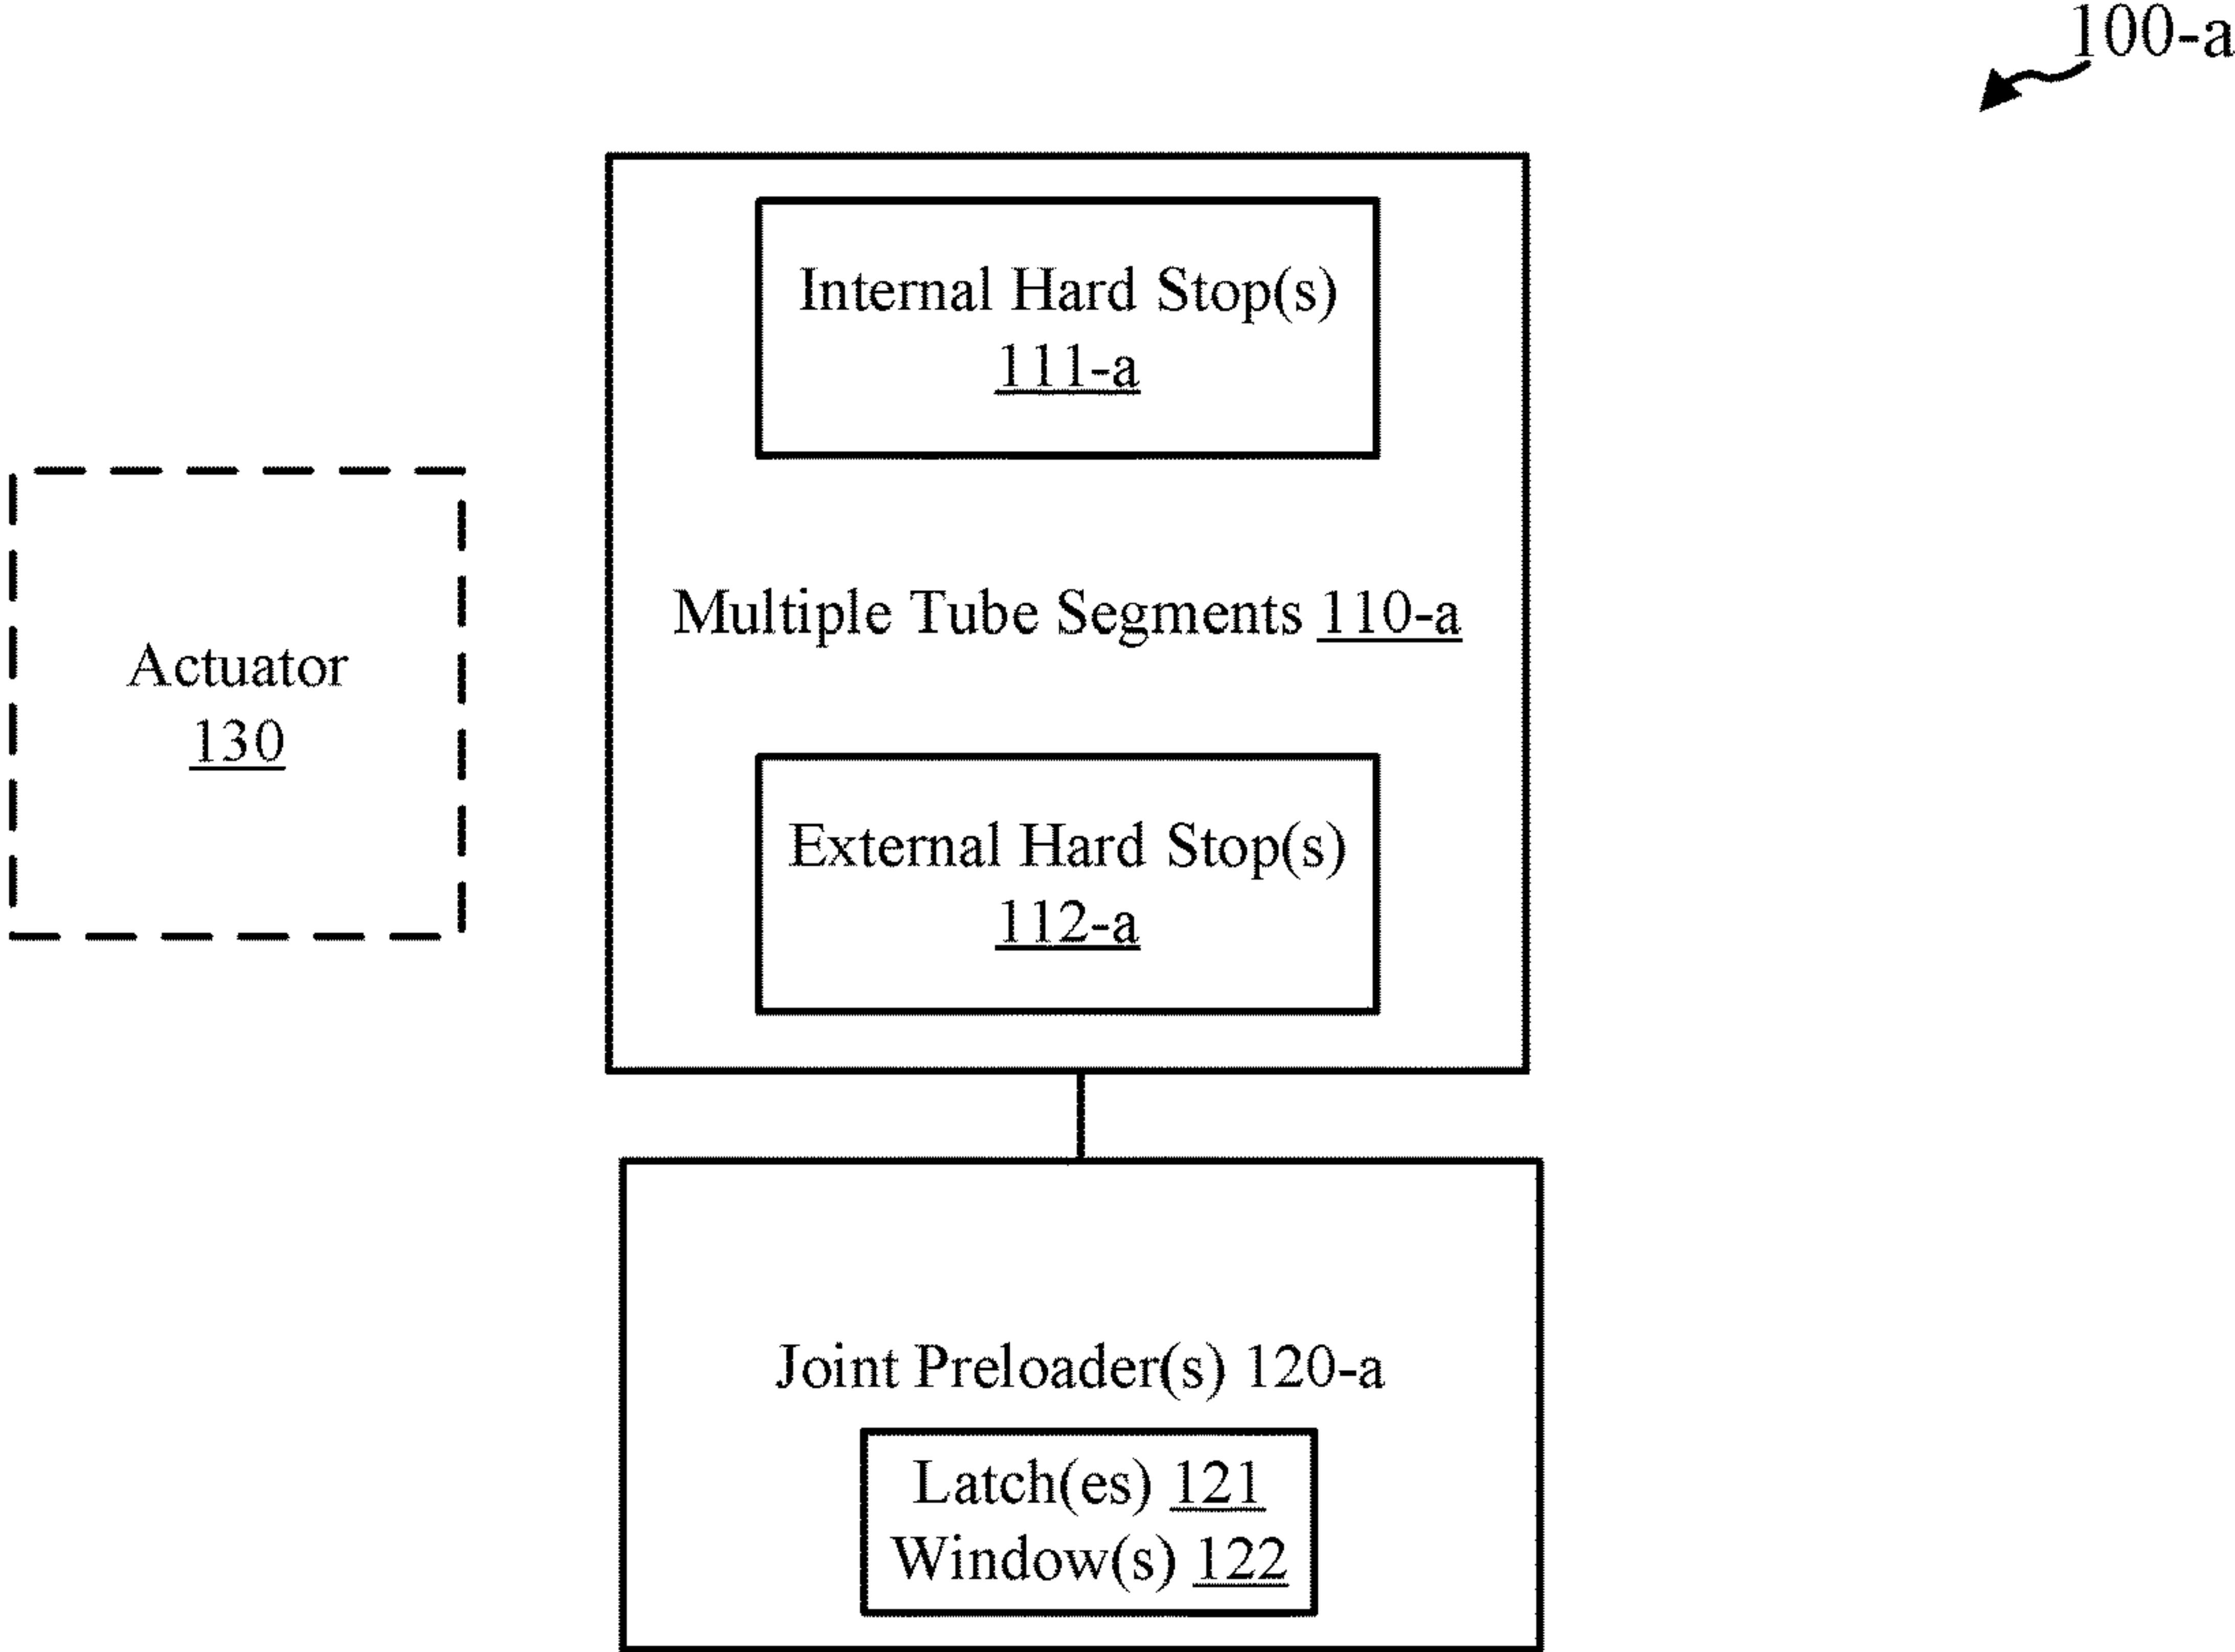 100-a
Internal Hard Stop(s)
111-a
Multiple Tube Segments 110-a
Actuator
130
External Hard Stop(s)
112-a
Joint Preloader(s) 120-a
Latch(es) 121
Window(s) 122